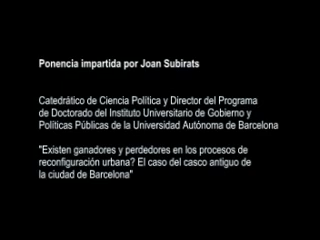 Ponencia impartida por Joan Subirats
Catedrático de Ciencia Política y Director del Programa
de Doctorado del Instituto Universitario de Gobierno y
Políticas Públicas de la Universidad Autónoma de Barcelona
"Existen ganadores y perdedores en los procesos de
reconfiguración urbana? El caso del casco antiguo de
la ciudad de Barcelona"